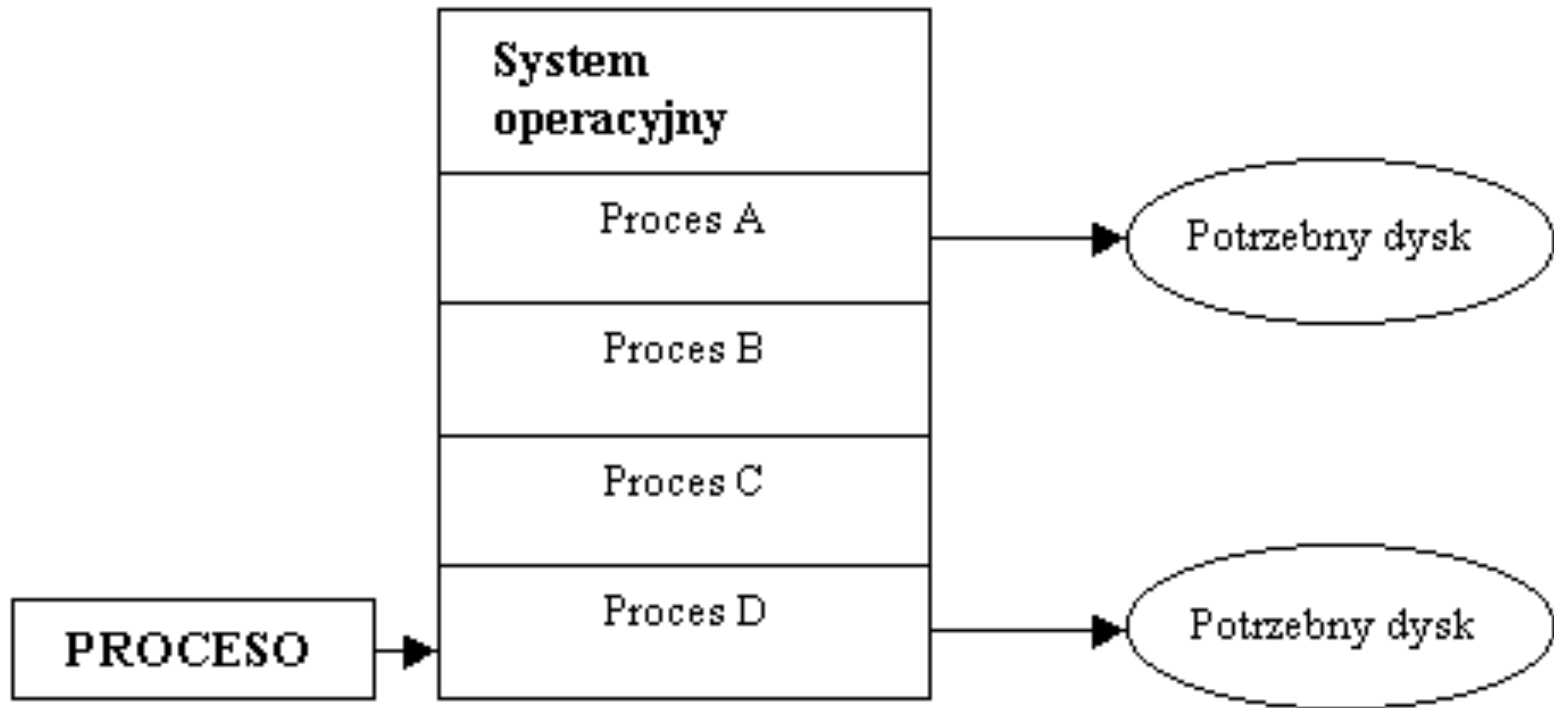 System
operacyjny
Proces A
Potrzebny dysk
Proces B
Proces C
Proces D
PROCESO
Potrzebny dysk